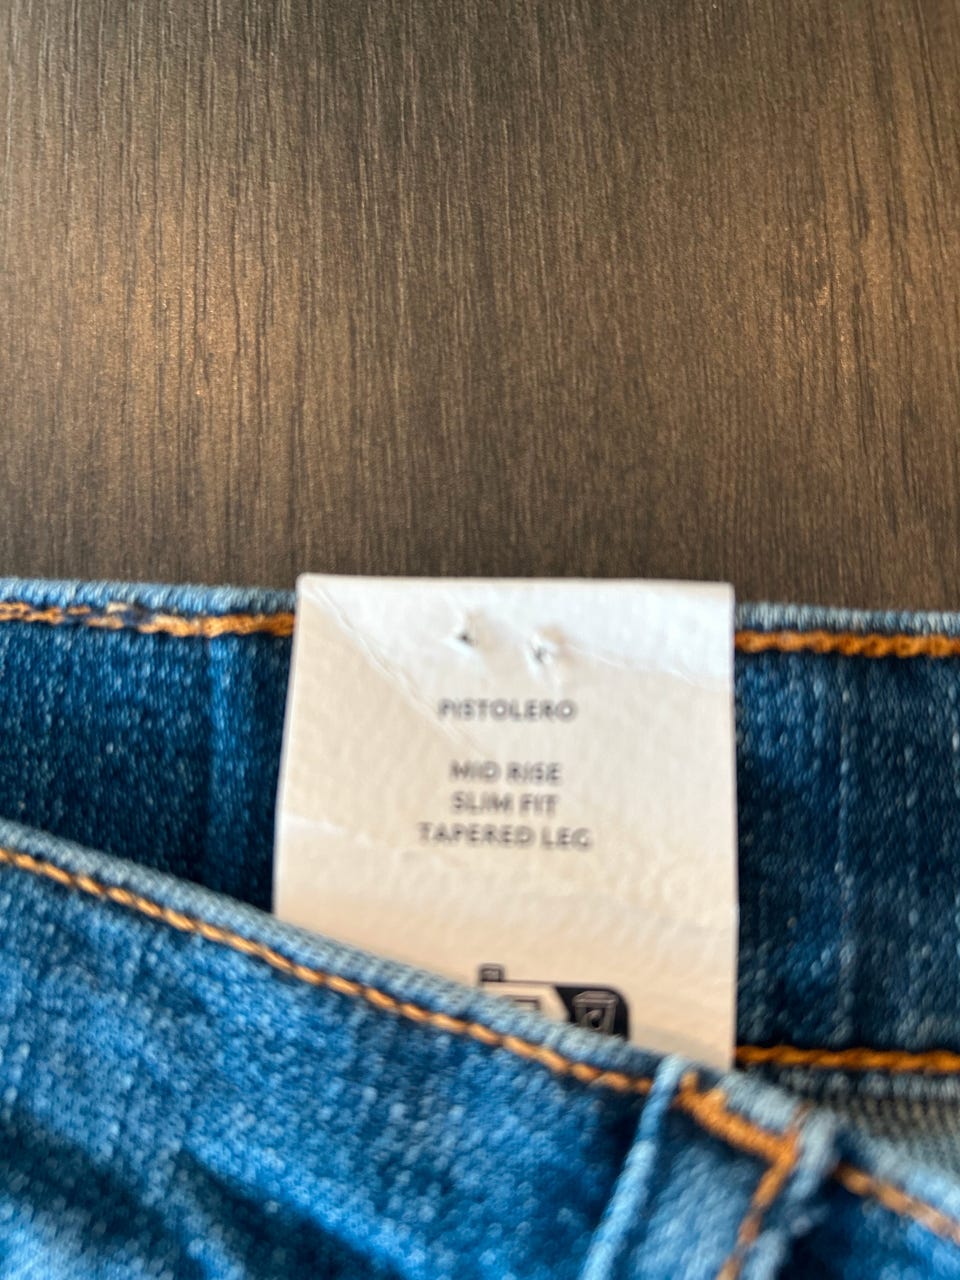 PISTOLERO
MID RISE
SLIM FIT
TAPERED LEG